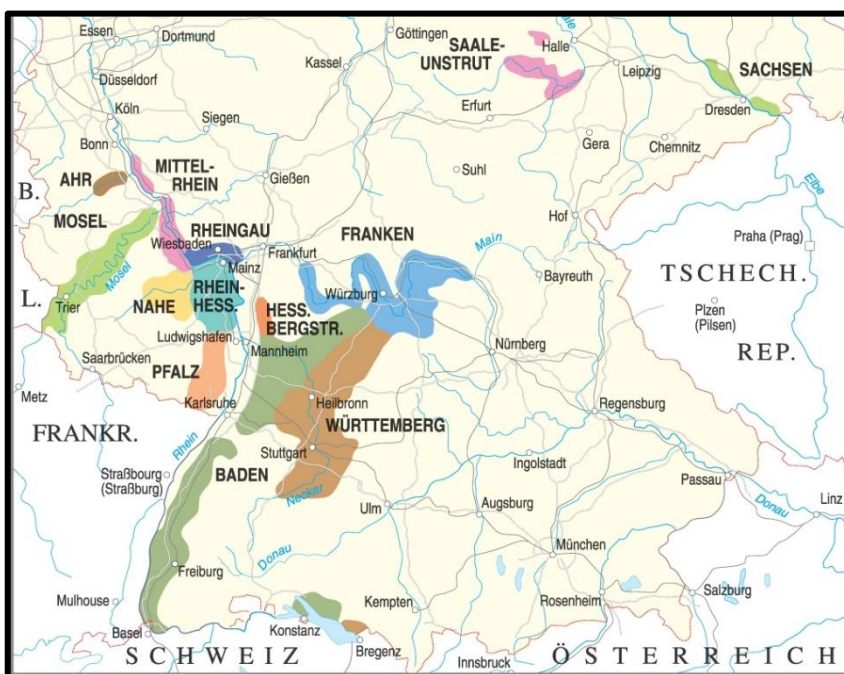 Essen
Dortmund
Göttingen
Halle
ale
SAALE-
UNSTRUT
Kassel
Leipzig
SACHSEN
Düsseldorf
Dresden
Köln
Siegen
Erfurt
Gera
Chemnitz
Bonn
MITTEL-
RHEIN
Gießen
Suhl
AHR
B.
Elbe
MOSEL
Hof
RHEINGAU
Wiesbaden
Frankfurt
FRANKEN
Main
Praha (Prag)
Mainz
Mosel
TSCHECH.
Bayreuth
L.
Trier
NAHE
RHEIN-
HESS.
HESS.
BERGSTR.
Würzburg
Plzen
(Pilsen)
Ludwigshafen
Mannheim
Nürnberg
REP.
Saarbrücken
PFALZ
Metz
Karlsruhe
Heilbronn
Regensburg
FRANKR.
WÜRTTEMBERG
Rhein
Stuttgart
Ingolstadt
Straßbourg
(Straßburg)
BADEN
Passau
Neckar
Donau
Linz
Ulm
Augsburg
Donau
München
Freiburg
Mulhouse
Kempten
Rosenheim
Salzburg
Basel
Konstanz
Bregenz
SCHWEIZ
Innsbruck
ÖSTERREICH